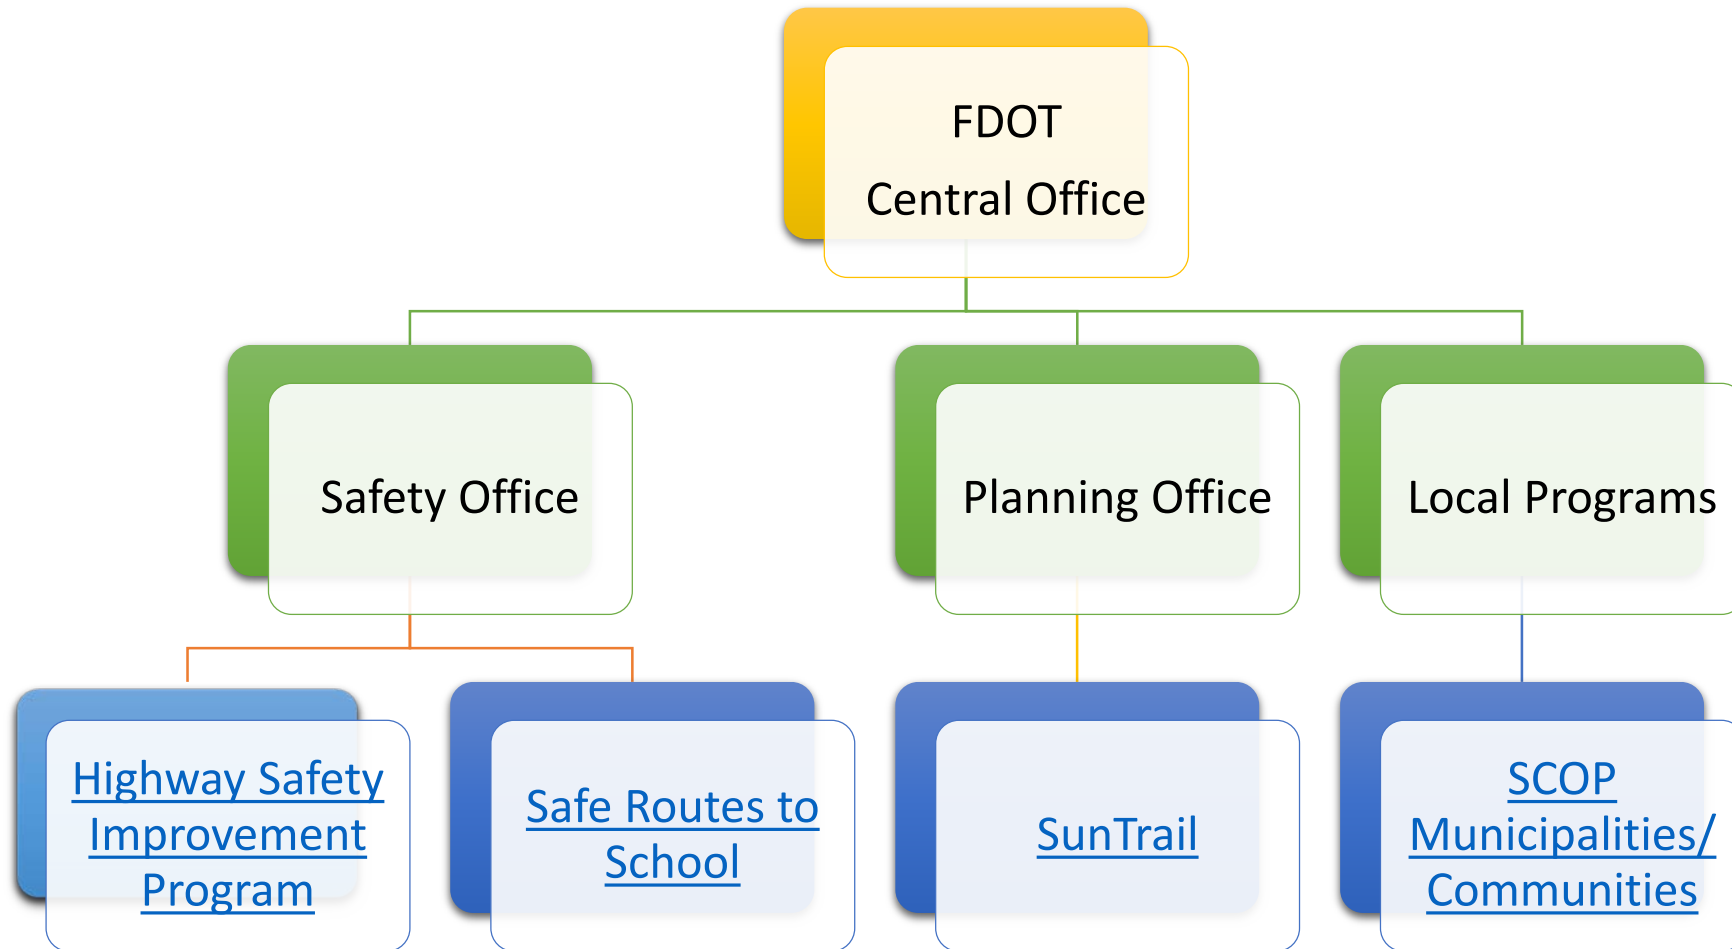 FDOT
Central Office
Safety Office
Planning Office
Local Programs
Highway Safety
Improvement
Program
Safe Routes to
School
SunTrail
SCOP
Municipalities/
Communities